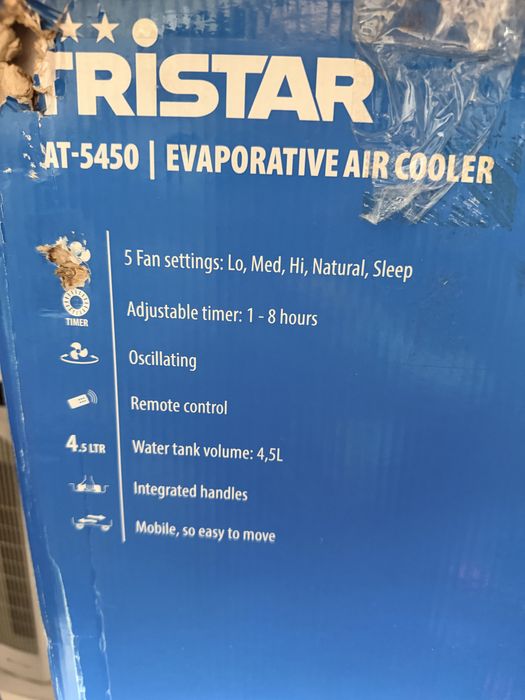 TRISTAR
AT-5450 | EVAPORATIVE AIR COOLER
5 Fan settings: Lo, Med, Hi, Natural, Sleep
TIMER
Adjustable timer: 1 - 8 hours
Oscillating
Remote control
4.5 LTR
Water tank volume: 4,5L
Integrated handles
Mobile, so easy to move